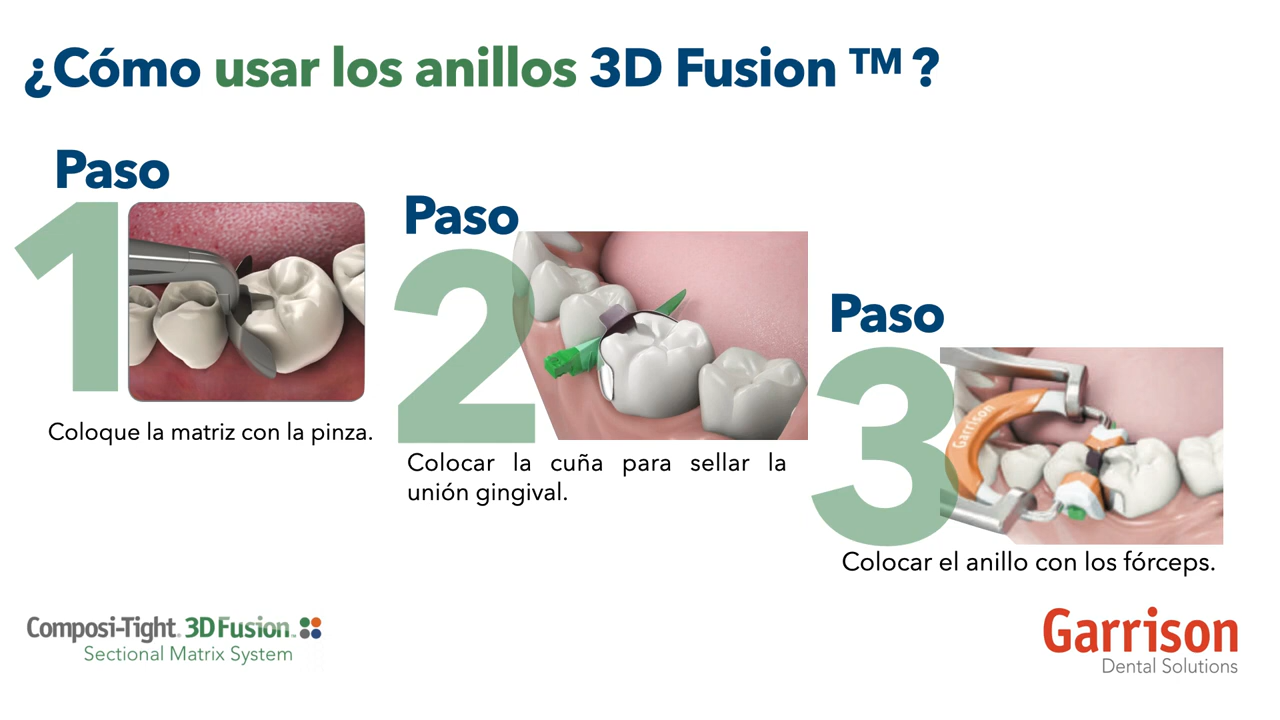 ¿Cómo usar los anillos 3D Fusion ™ ?
Paso
1
Coloque la matriz con la pinza.
Paso
2
Colocar la cuña para sellar la
unión gingival.
Paso
3
Garrison
Colocar el anillo con los fórceps.
Composi-Tight® 3D Fusion™
Sectional Matrix System
Garrison
Dental Solutions